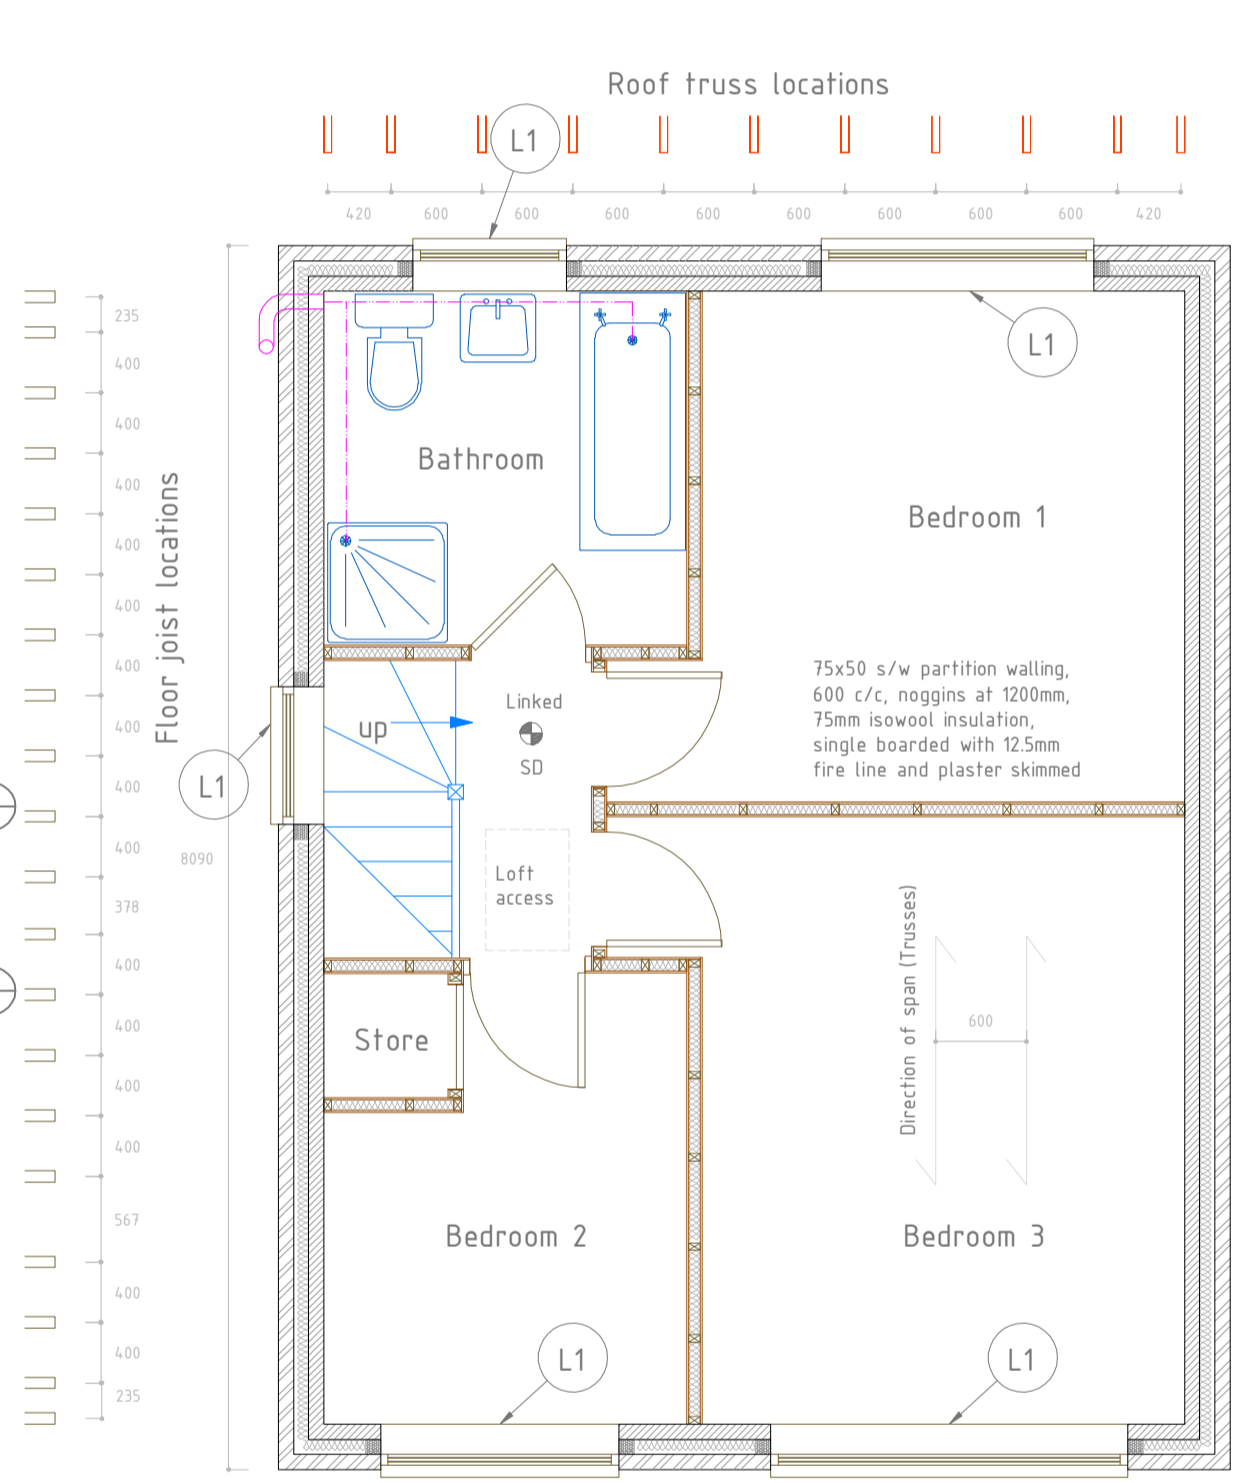 Roof truss locations
L1
420
600
600
600
600
600
600
600
420
L1
Floor joist locations
235
400
400
400
400
400
400
400
400
400
378
400
400
400
400
567
400
400
235
8090
Bathroom
Bedroom 1
75x50 s/w partition walling,
600 c/c, noggins at 1200mm,
75mm isowool insulation,
single boarded with 12.5mm
fire line and plaster skimmed
up
Linked
SD
L1
Loft
access
Direction of span (Trusses)
600
Store
Bedroom 2
Bedroom 3
L1
L1